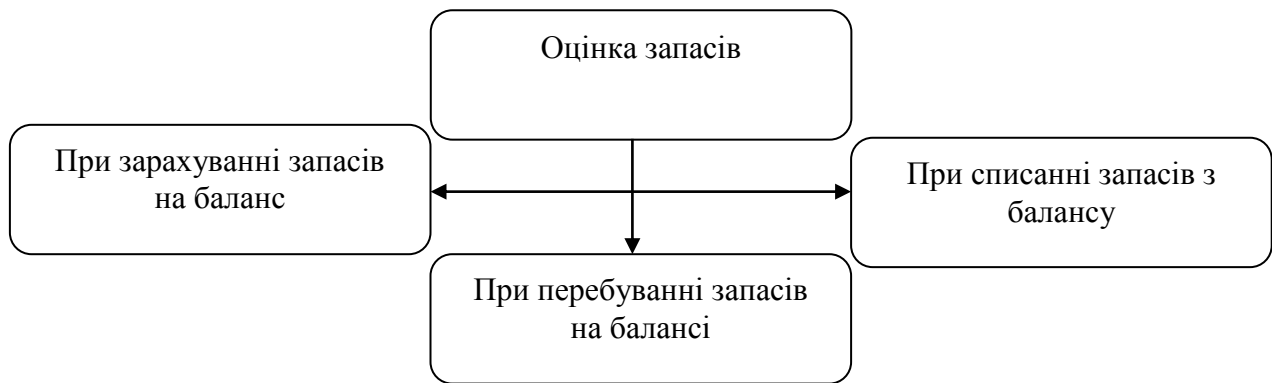 Оцінка запасів
При зарахуванні запасів
на баланс
При списанні запасів з
балансу
При перебуванні запасів
на балансі